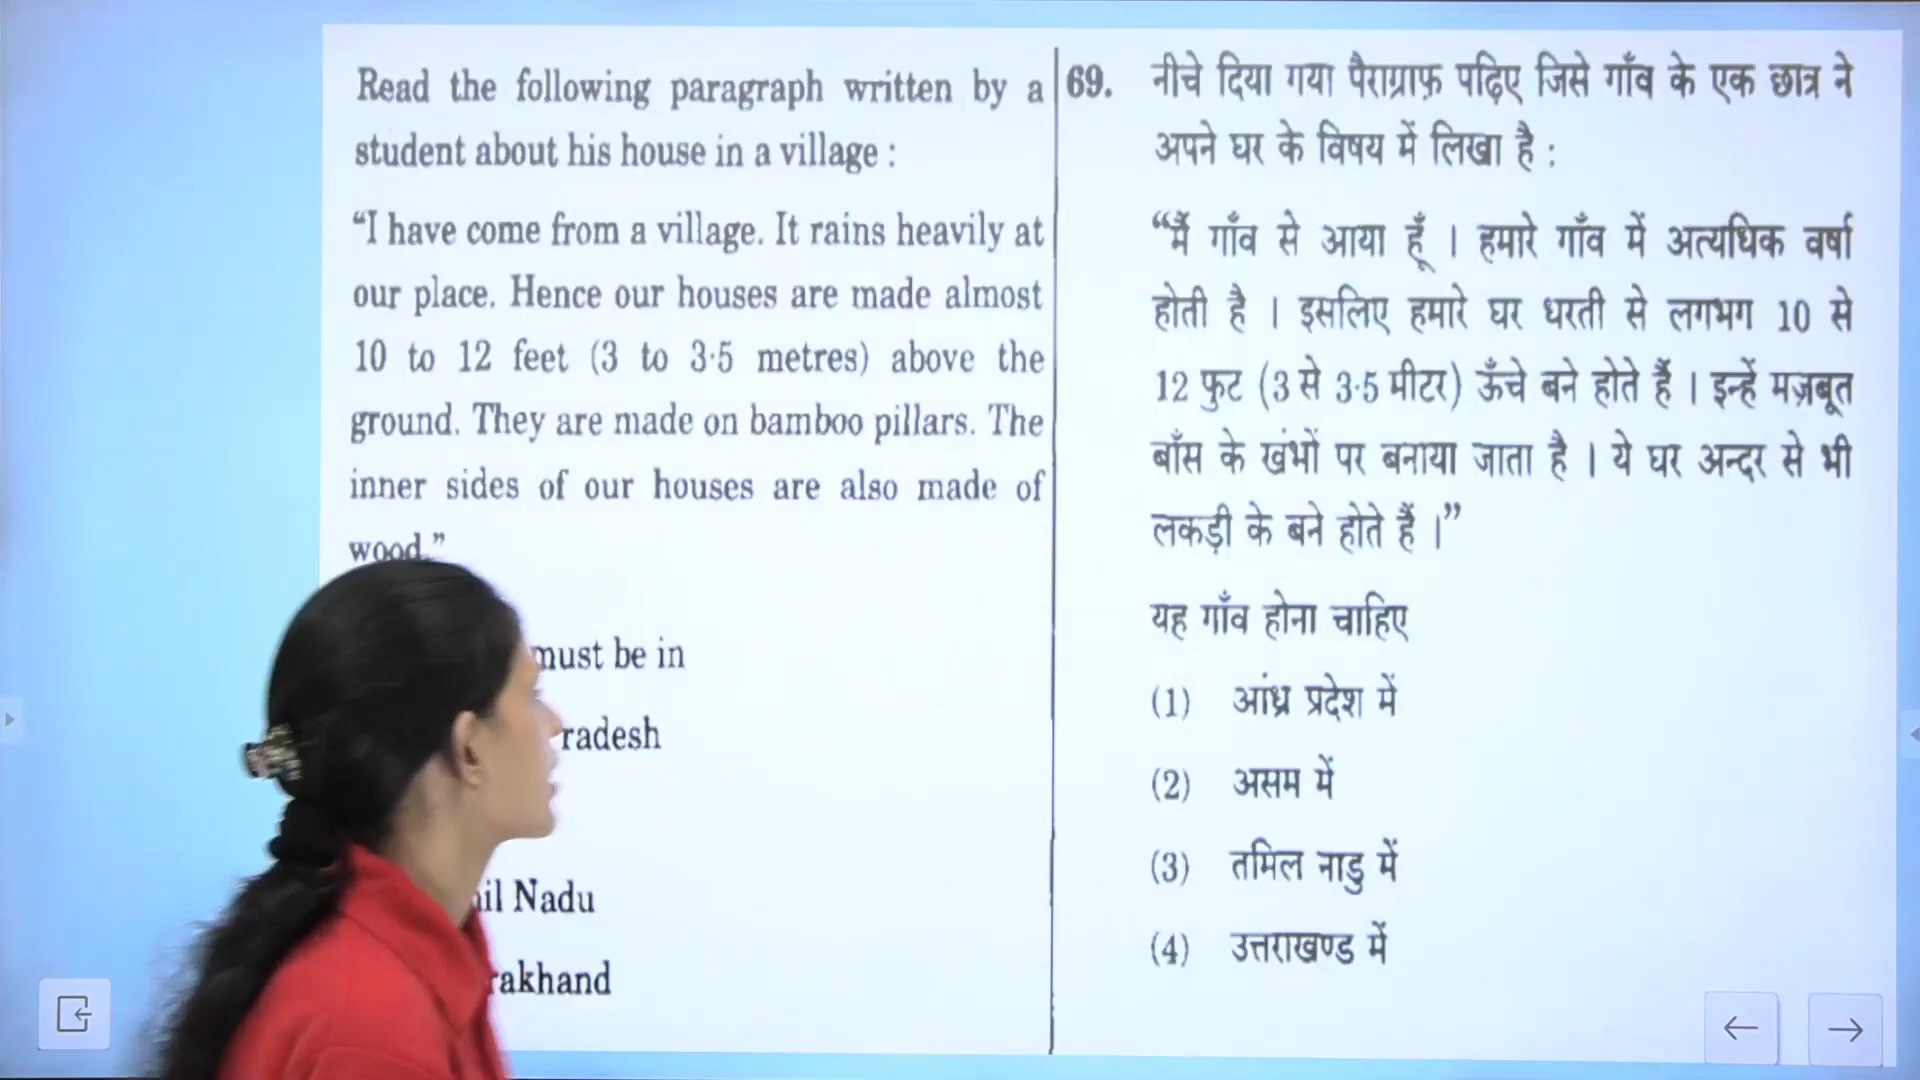 Read the following paragraph written by a
student about his house in a village :
“I have come from a village. It rains heavily at
our place. Hence our houses are made almost
10 to 12 feet (3 to 3·5 metres) above the
ground. They are made on bamboo pillars. The
inner sides of our houses are also made of
wood.”
must be in
radesh
il Nadu
rakhand
69. नीचे दिया गया पैराग्राफ़ पढ़िए जिसे गाँव के एक छात्र ने
अपने घर के विषय में लिखा है :
“मैं गाँव से आया हूँ । हमारे गाँव में अत्यधिक वर्षा
होती है । इसलिए हमारे घर धरती से लगभग 10 से
12 फुट (3 से 3·5 मीटर) ऊँचे बने होते हैं । इन्हें मज़बूत
बाँस के खंभों पर बनाया जाता है । ये घर अन्दर से भी
लकड़ी के बने होते हैं ।”
यह गाँव होना चाहिए
(1) आंध्र प्रदेश में
(2) असम में
(3) तमिल नाडु में
(4) उत्तराखण्ड में